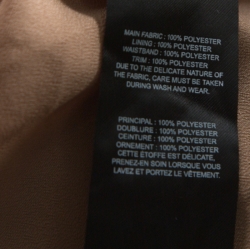 MAIN FABRIC : 100% POLYESTER
LINING : 100% POLYESTER
WAISTBAND : 100% POLYESTER
TRIM : 100% POLYESTER
DUE TO THE DELICATE NATURE OF
THE FABRIC, CARE MUST BE TAKEN
DURING WASH AND WEAR.
PRINCIPAL : 100% POLYESTER
DOUBLURE : 100% POLYESTER
CEINTURE : 100% POLYESTER
ORNEMENT : 100% POLYESTER
CETTE ÉTOFFE EST DÉLICATE,
PRENEZ-EN SOIN LORSQUE VOUS
LAVEZ ET PORTEZ LE VÊTEMENT.